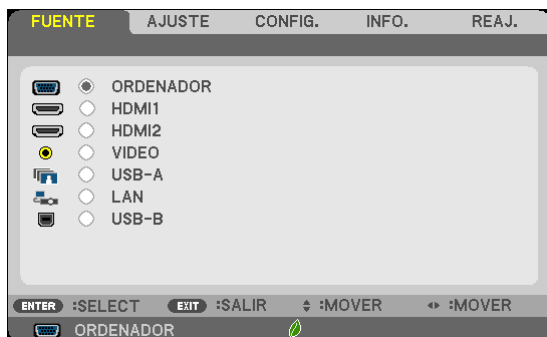 FUENTE AJUSTE CONFIG. INFO. REAJ.
ORDENADOR
HDMI1
HDMI2
VIDEO
USB-A
LAN
USB-B
ENTER :SELECT EXIT :SALIR :MOVER :MOVER
ORDENADOR